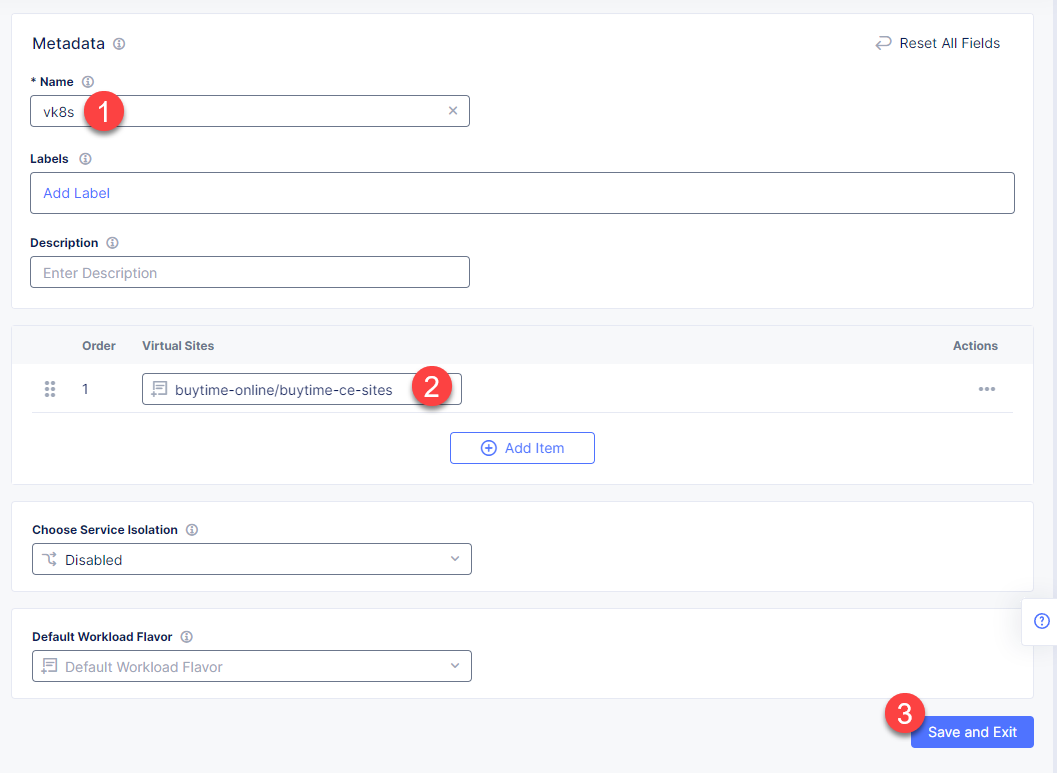 Metadata
Reset All Fields
* Name
vk8s 1
Labels
Add Label
Description
Enter Description
Order Virtual Sites Actions
1 buytime-online/buytime-ce-sites 2
Add Item
Choose Service Isolation
Disabled
Default Workload Flavor
Default Workload Flavor
3
Save and Exit